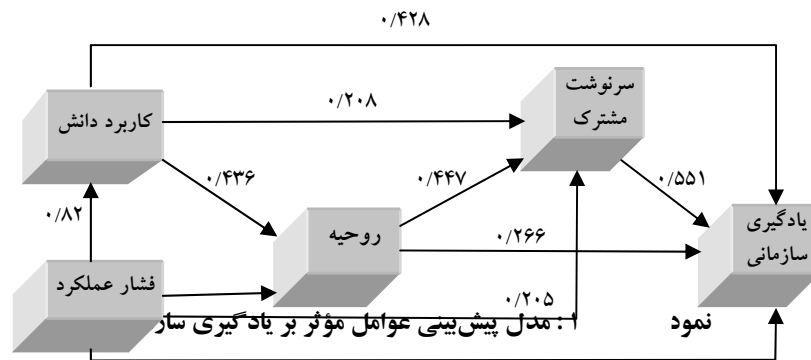 ۰/۴۲۸
سرنوشت
مشترک
۰/۲۰۸
کاربرد دانش
۰/۴۳۶
۰/۴۴۷
۰/۵۵۱
۰/۸۲
روحیه
یادگیری
سازمانی
۰/۲۶۶
فشار عملکرد
۰/۲۰۵
نمود ۱ : مدل پیش‌بینی عوامل مؤثر بر یادگیری